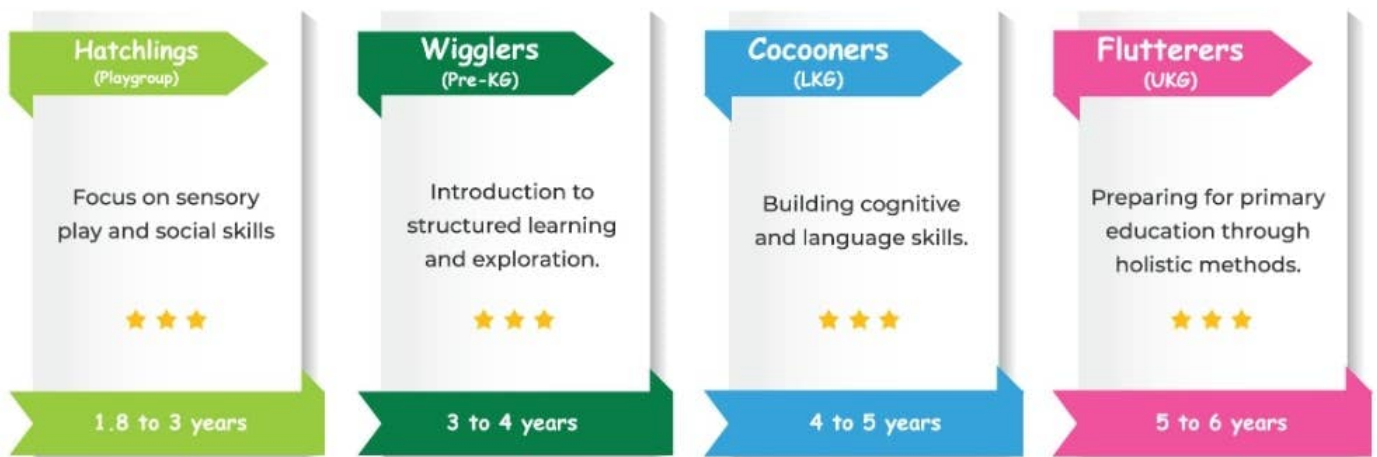 Hatchlings
(Playgroup)
Focus on sensory
play and social skills
1.8 to 3 years
Wigglers
(Pre-KG)
Introduction to
structured learning
and exploration.
3 to 4 years
Cocooners
(LKG)
Building cognitive
and language skills.
4 to 5 years
Flutterers
(UKG)
Preparing for primary
education through
holistic methods.
5 to 6 years